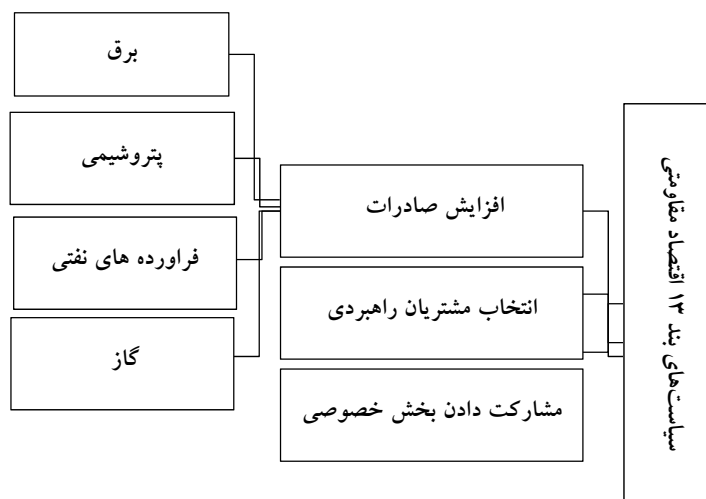 سیاست‌های بند ۱۳ اقتصاد مقاومتی
افزایش صادرات
انتخاب مشتریان راهبردی
مشارکت دادن بخش خصوصی
برق
پتروشیمی
فراورده های نفتی
گاز